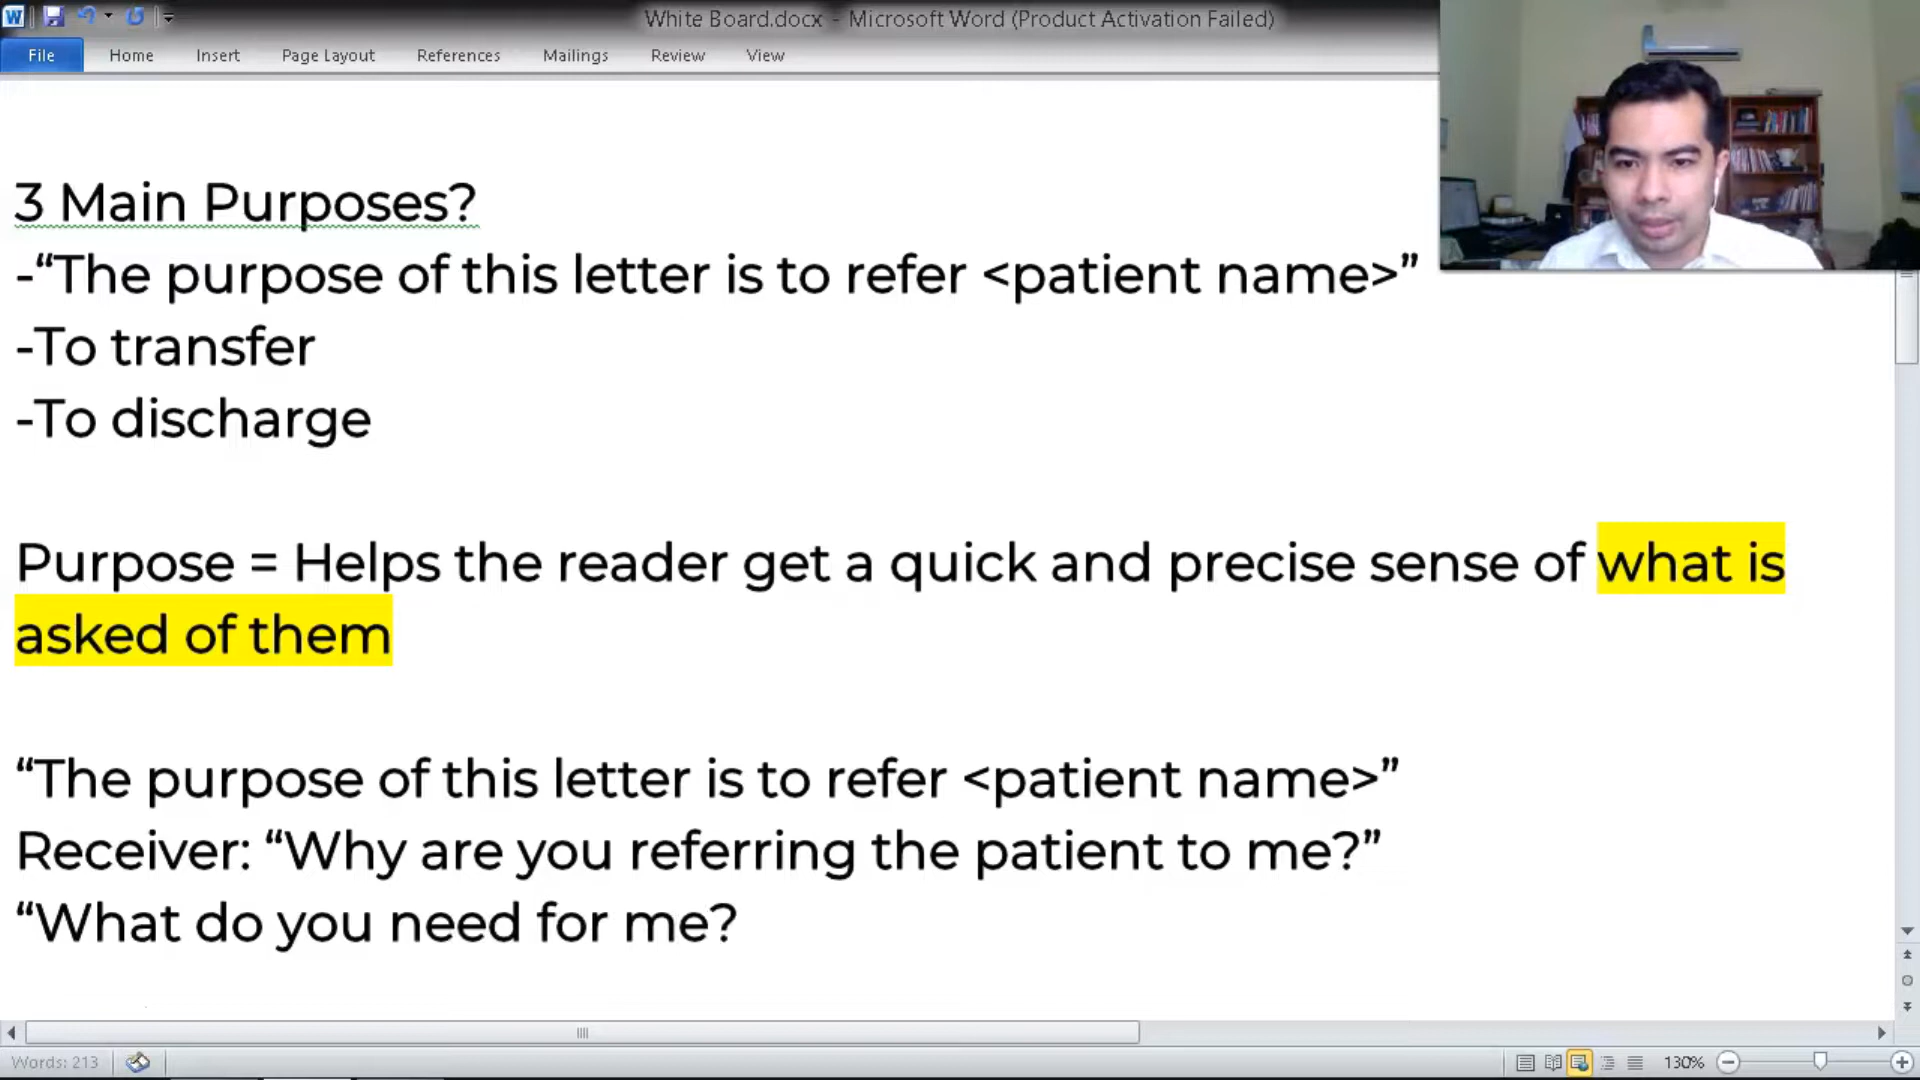 White Board.docx - Microsoft Word (Product Activation Failed)
File Home Insert Page Layout References Mailings Review View
3 Main Purposes?
-“The purpose of this letter is to refer <patient name>”
-To transfer
-To discharge
Purpose = Helps the reader get a quick and precise sense of what is
asked of them
“The purpose of this letter is to refer <patient name>”
Receiver: “Why are you referring the patient to me?”
“What do you need for me?
Words: 213
130%